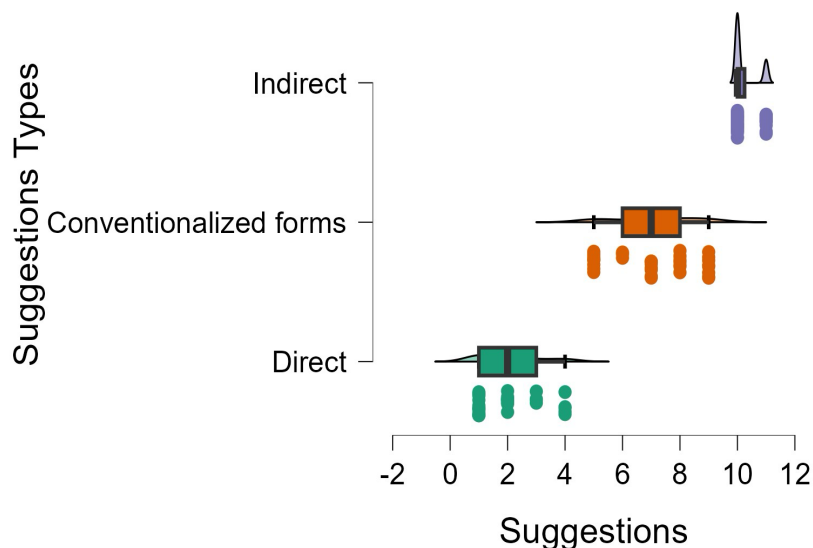 Suggestions Types
Indirect
Conventionalized forms
Direct
-2 0 2 4 6 8 10 12
Suggestions